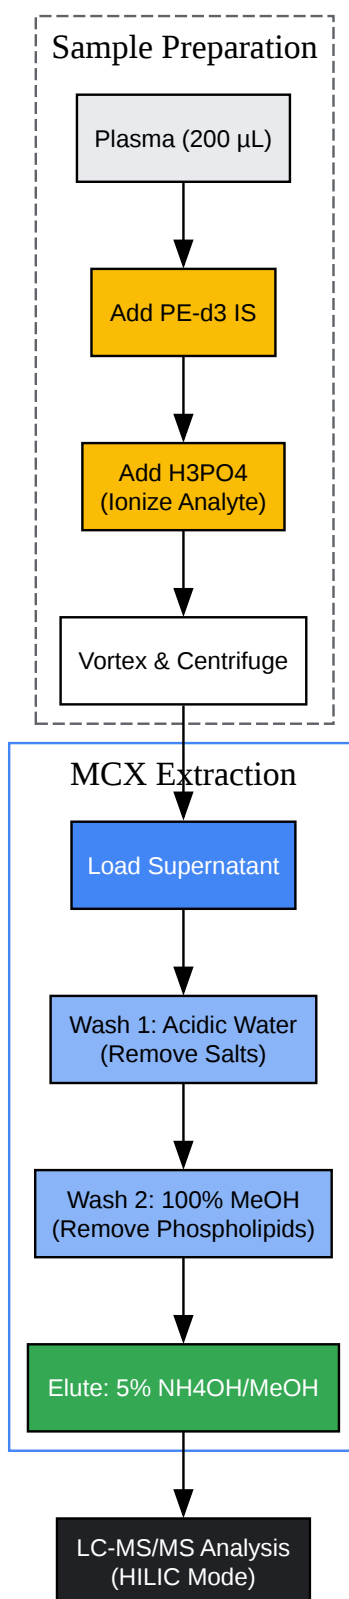 Sample Preparation
Plasma (200 µL)
Add PE-d3 IS
Add H3PO4
(Ionize Analyte)
Vortex & Centrifuge
MCX Extraction
Load Supernatant
Wash 1: Acidic Water
(Remove Salts)
Wash 2: 100% MeOH
(Remove Phospholipids)
Elute: 5% NH4OH/MeOH
LC-MS/MS Analysis
(HILIC Mode)